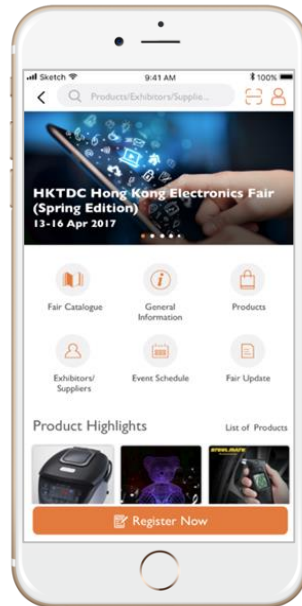 Sketch
9:41 AM
100%
Products/Exhibitors/Supplie...
HKTDC Hong Kong Electronics Fair
(Spring Edition)
13-16 Apr 2017
Fair Catalogue
General
Information
Products
Exhibitors/
Suppliers
Event Schedule
Fair Update
Product Highlights
List of Products
STEELMATE
Register Now